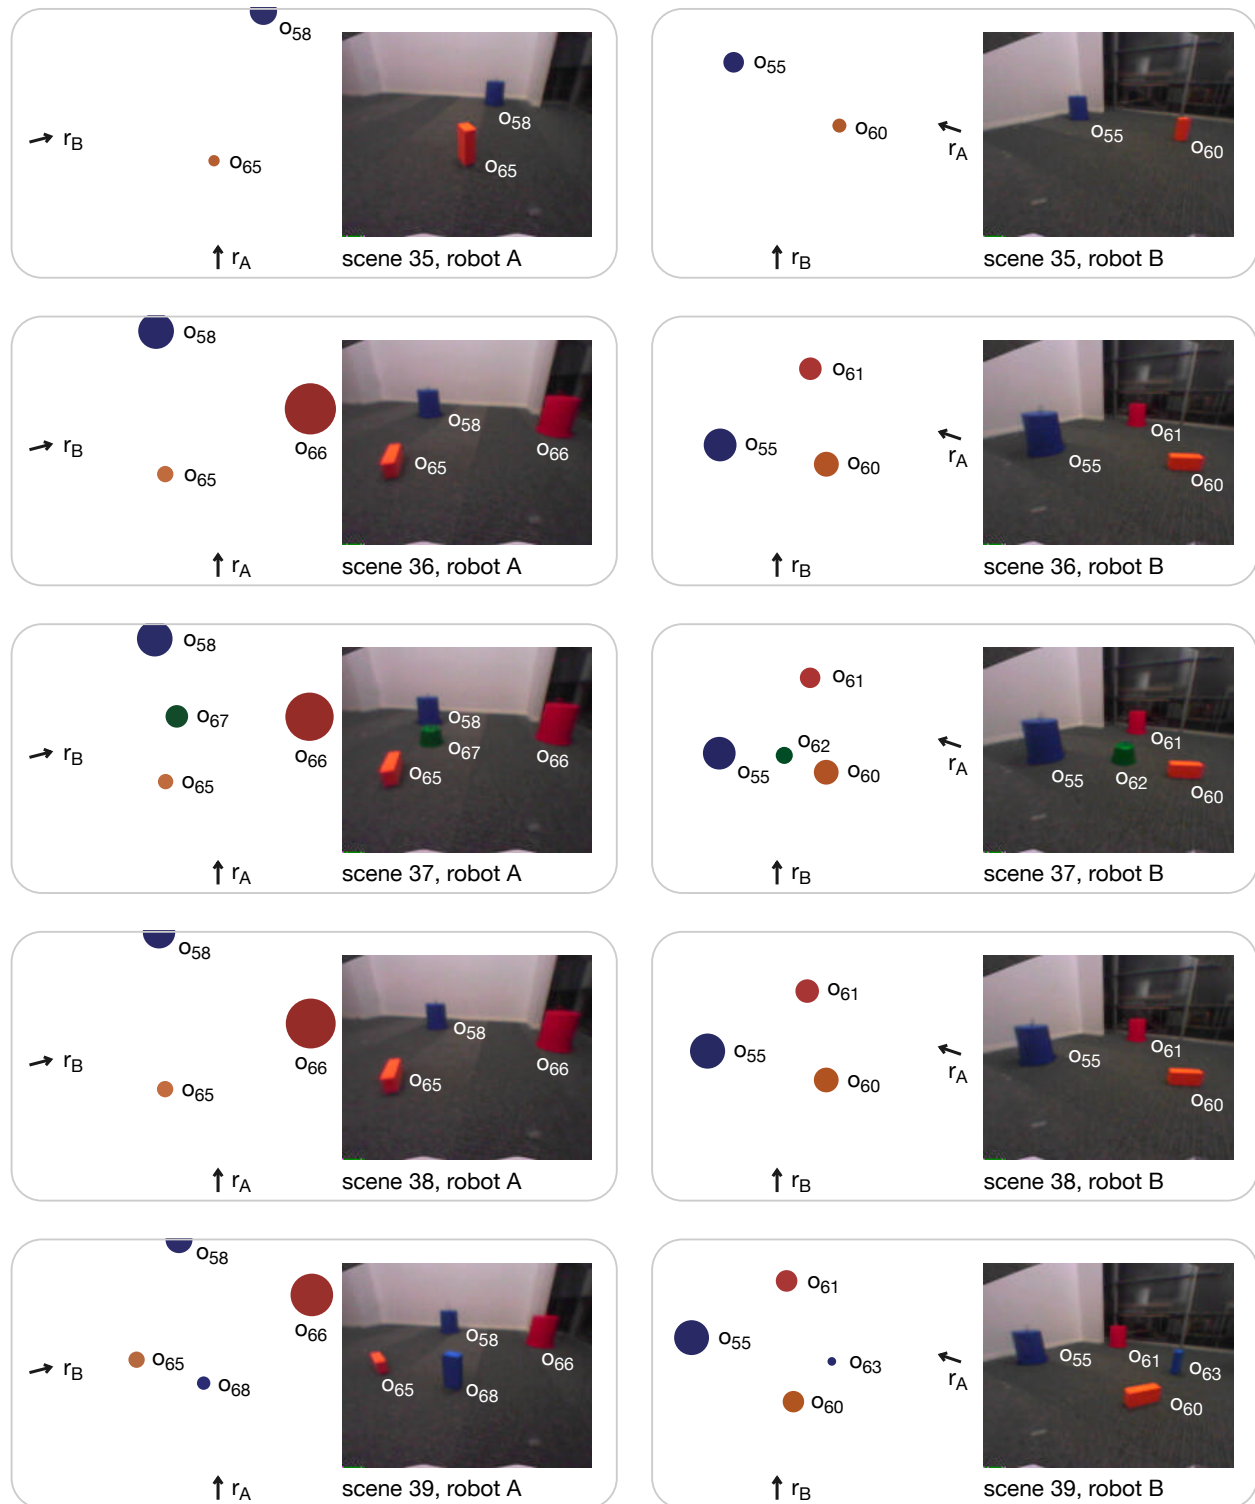 o58
rB
o65
rA
o58
o65
scene 35, robot A
o55
o60
rA
rB
o55
o60
scene 35, robot B
o58
rB
o66
o65
rA
o58
o65
o66
scene 36, robot A
o61
o55
o60
rA
rB
o61
o55
o60
scene 36, robot B
o58
o67
rB
o66
o65
rA
o58
o67
o65
o66
scene 37, robot A
o61
o62
o55
o60
rA
rB
o61
o55
o62
o60
scene 37, robot B
o58
rB
o66
o65
rA
o58
o65
o66
scene 38, robot A
o61
o55
o60
rA
rB
o61
o55
o60
scene 38, robot B
o58
o66
rB
o65
o68
rA
o58
o66
o65
o68
scene 39, robot A
o61
o55
o63
o60
rA
rB
o55
o61
o63
o60
scene 39, robot B